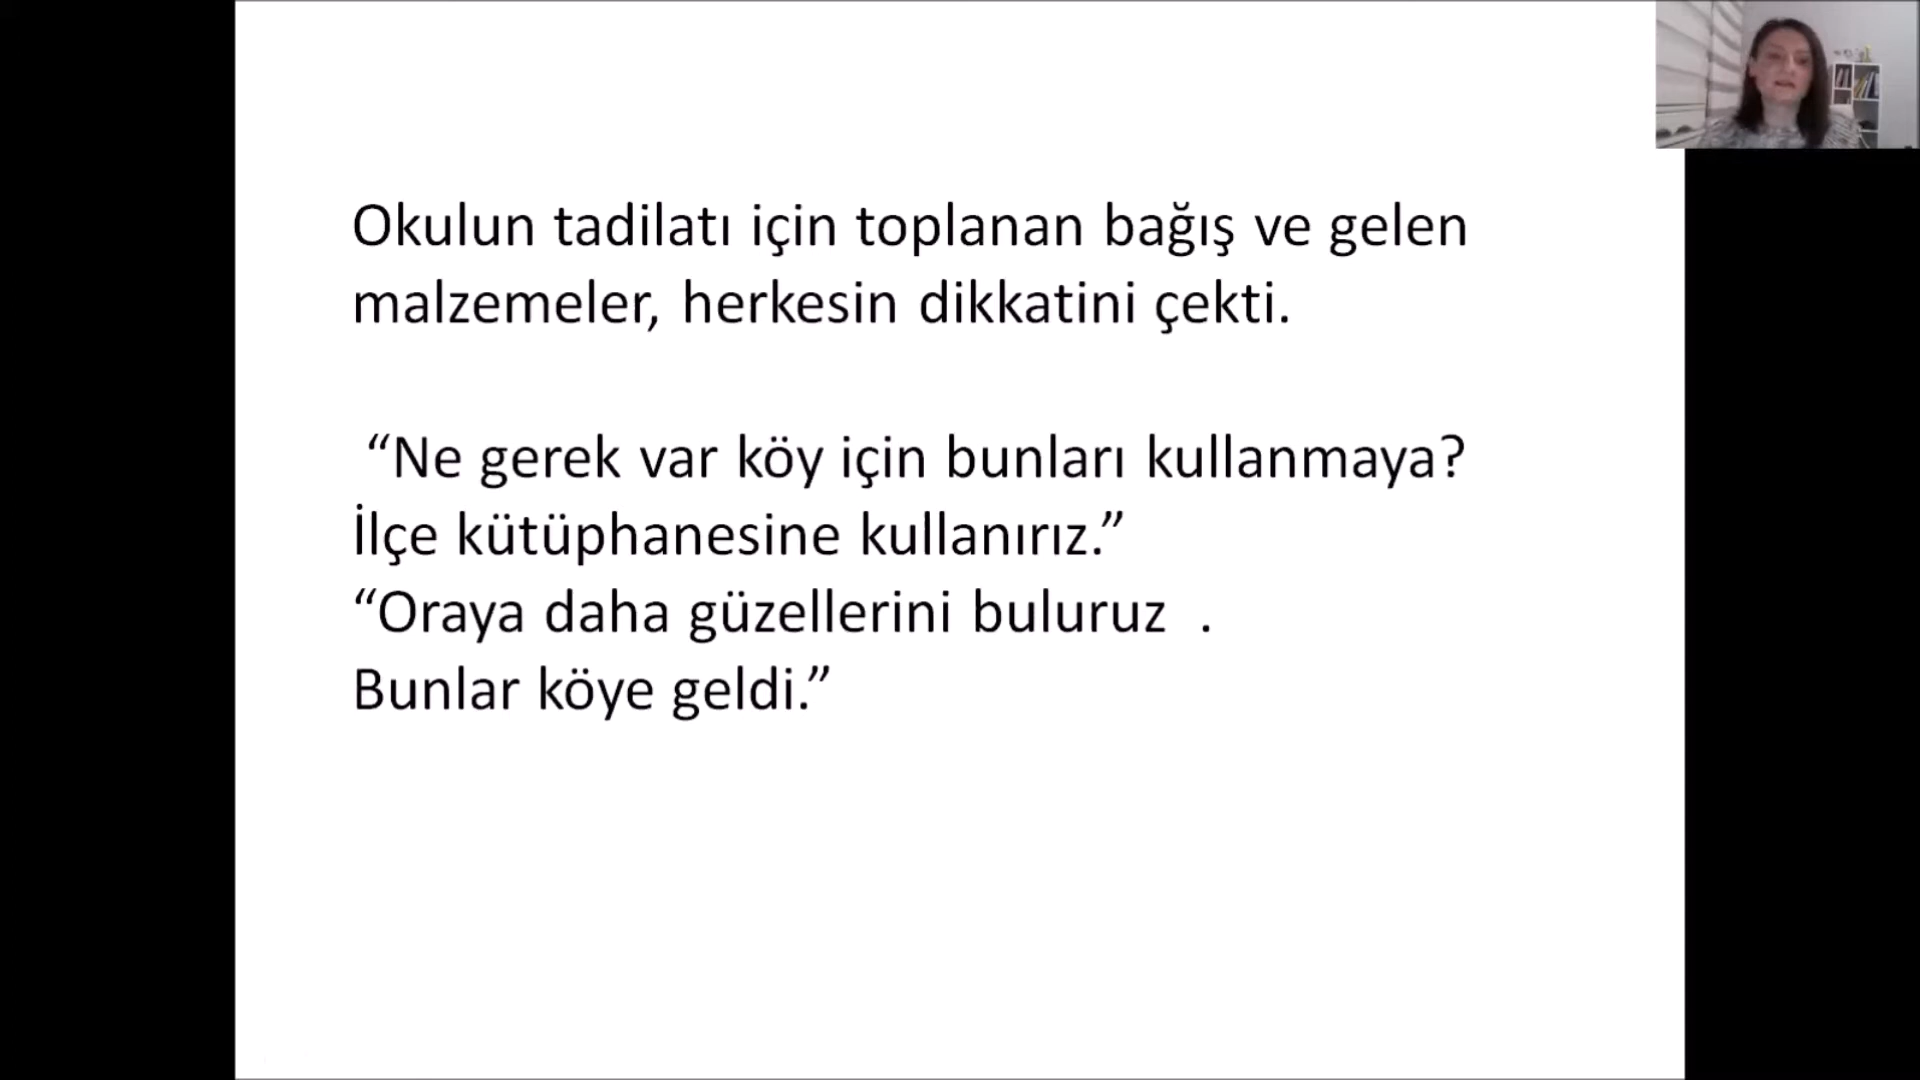 Okulun tadilatı için toplanan bağış ve gelen
malzemeler, herkesin dikkatini çekti.
“Ne gerek var köy için bunları kullanmaya?
İlçe kütüphanesine kullanırız.”
“Oraya daha güzellerini buluruz  .
Bunlar köye geldi.”